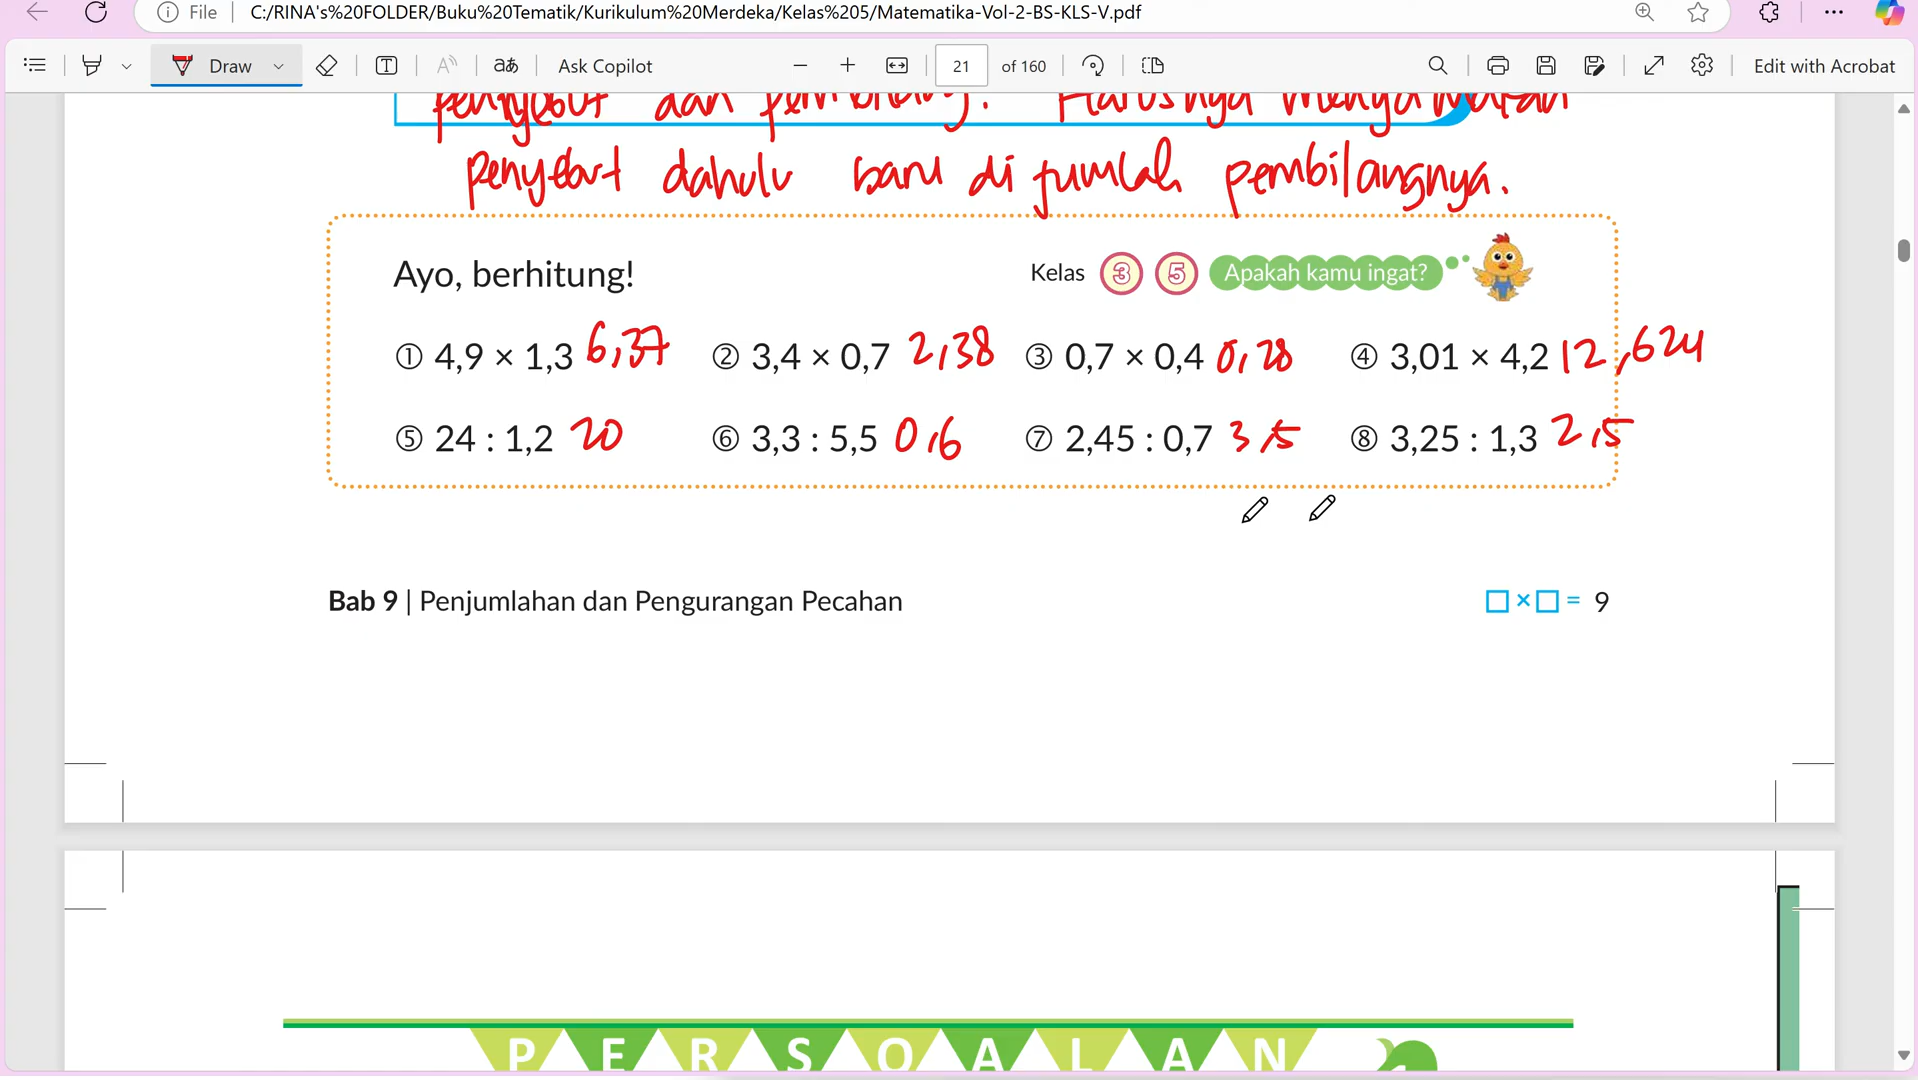 File C:/RINA's%20FOLDER/Buku%20Tematik/Kurikulum%20Merdeka/Kelas%205/Matematika-Vol-2-BS-KLS-V.pdf
Draw T aあ Ask Copilot 21 of 160 Edit with Acrobat
penyebut dan pembilang. Harusnya menyamakan
penyebut dahulu baru di jumlah pembilangnya.
Ayo, berhitung! Kelas 3 5 Apakah kamu ingat?
① 4,9 × 1,3 6,37 ② 3,4 × 0,7 2,38 ③ 0,7 × 0,4 0,28 ④ 3,01 × 4,2 12,624
⑤ 24 : 1,2 20 ⑥ 3,3 : 5,5 0,6 ⑦ 2,45 : 0,7 3,5 ⑧ 3,25 : 1,3 2,5
Bab 9 | Penjumlahan dan Pengurangan Pecahan □ × □ = 9
PERSOALAN